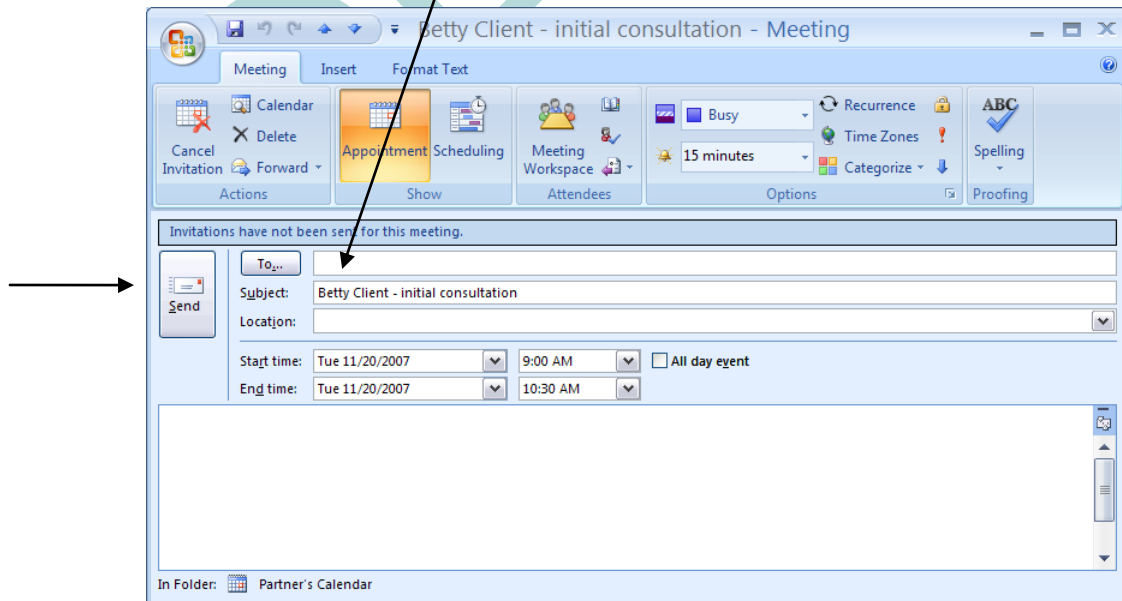 Betty Client - initial consultation - Meeting
Meeting Insert Format Text
Cancel Invitation
Calendar
Delete
Forward
Actions
Appointment Scheduling
Show
Meeting Workspace
Attendees
Busy
15 minutes
Recurrence
Time Zones
Categorize
Options
ABC
Spelling
Proofing
Invitations have not been sent for this meeting.
Send
To...
Subject: Betty Client - initial consultation
Location:
Start time: Tue 11/20/2007 9:00 AM All day event
End time: Tue 11/20/2007 10:30 AM
In Folder: Partner's Calendar